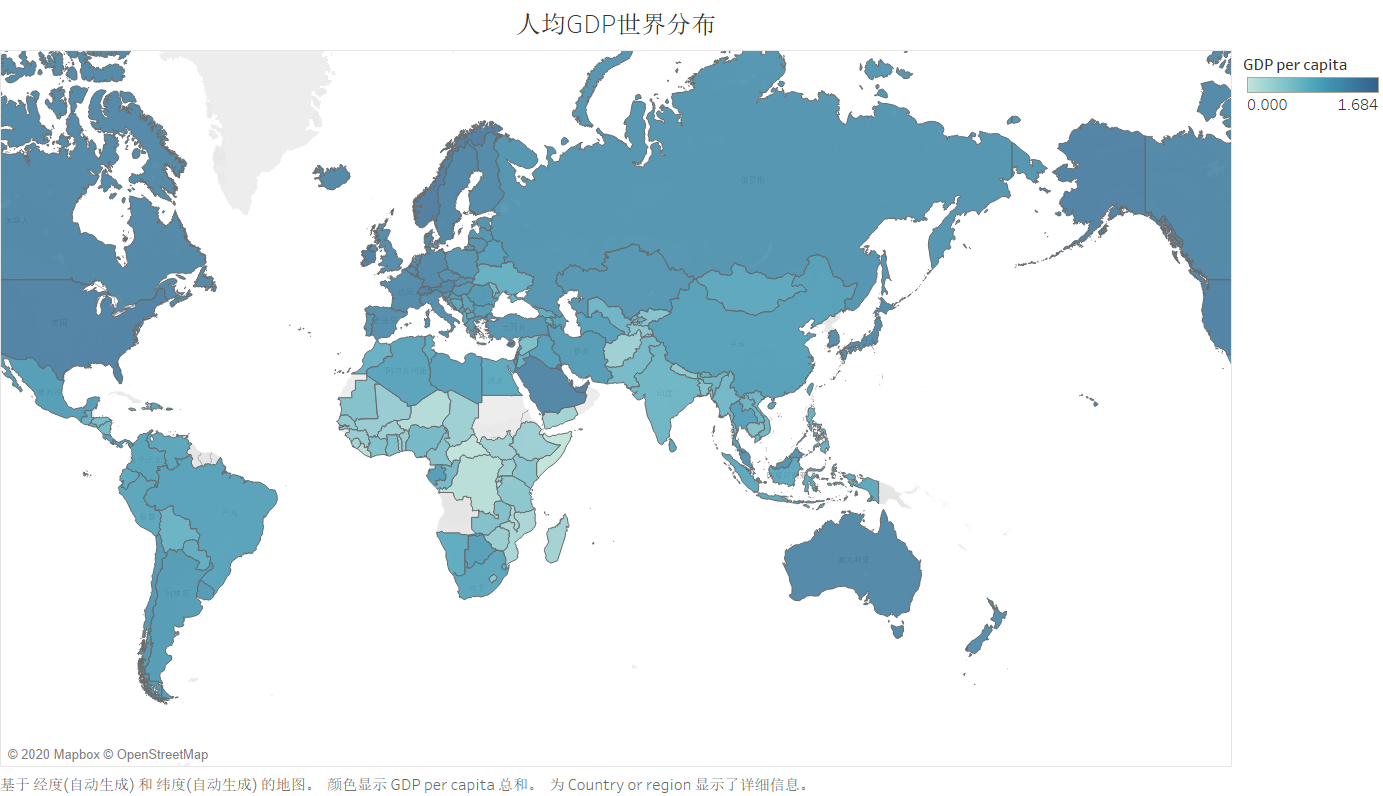 人均GDP世界分布
GDP per capita
0.000 1.684
俄罗斯
加拿大
美国
中国
印度
巴西
阿根廷
澳大利亚
© 2020 Mapbox © OpenStreetMap
基于 经度(自动生成) 和 纬度(自动生成) 的地图。 颜色显示 GDP per capita 总和。 为 Country or region 显示了详细信息。